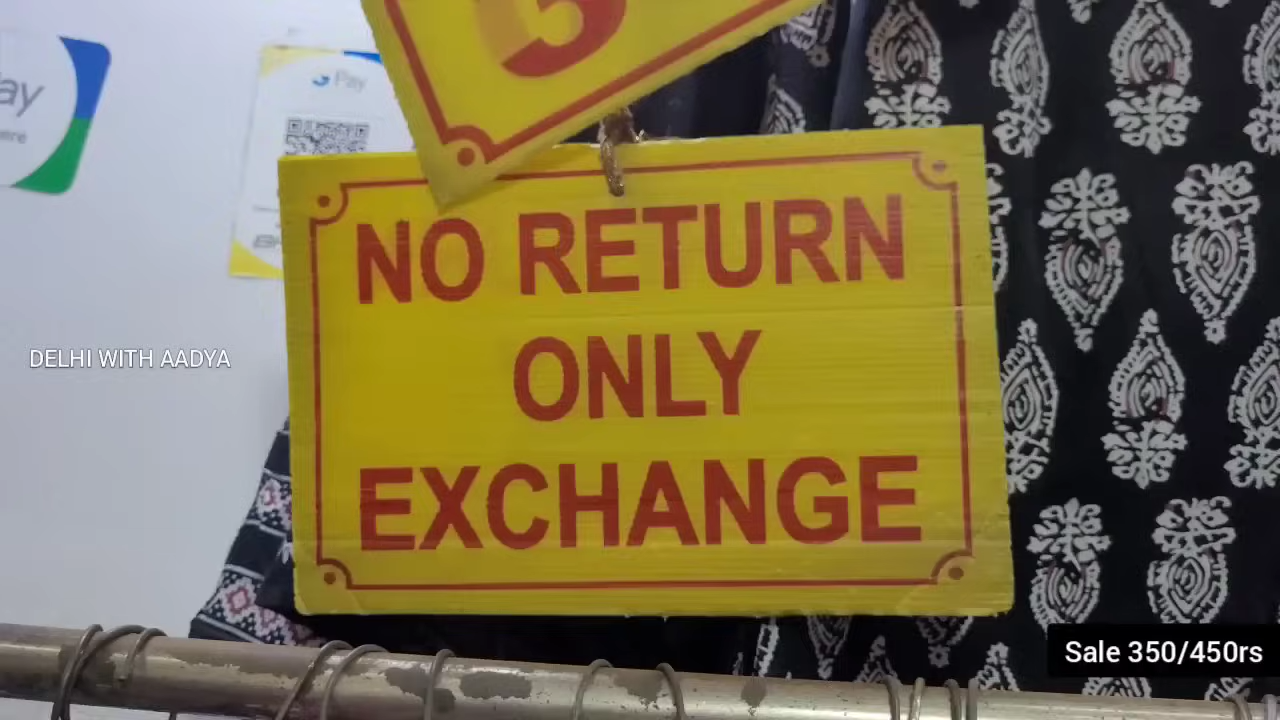 Pay
NO RETURN
ONLY
EXCHANGE
DELHI WITH AADYA
Sale 350/450rs